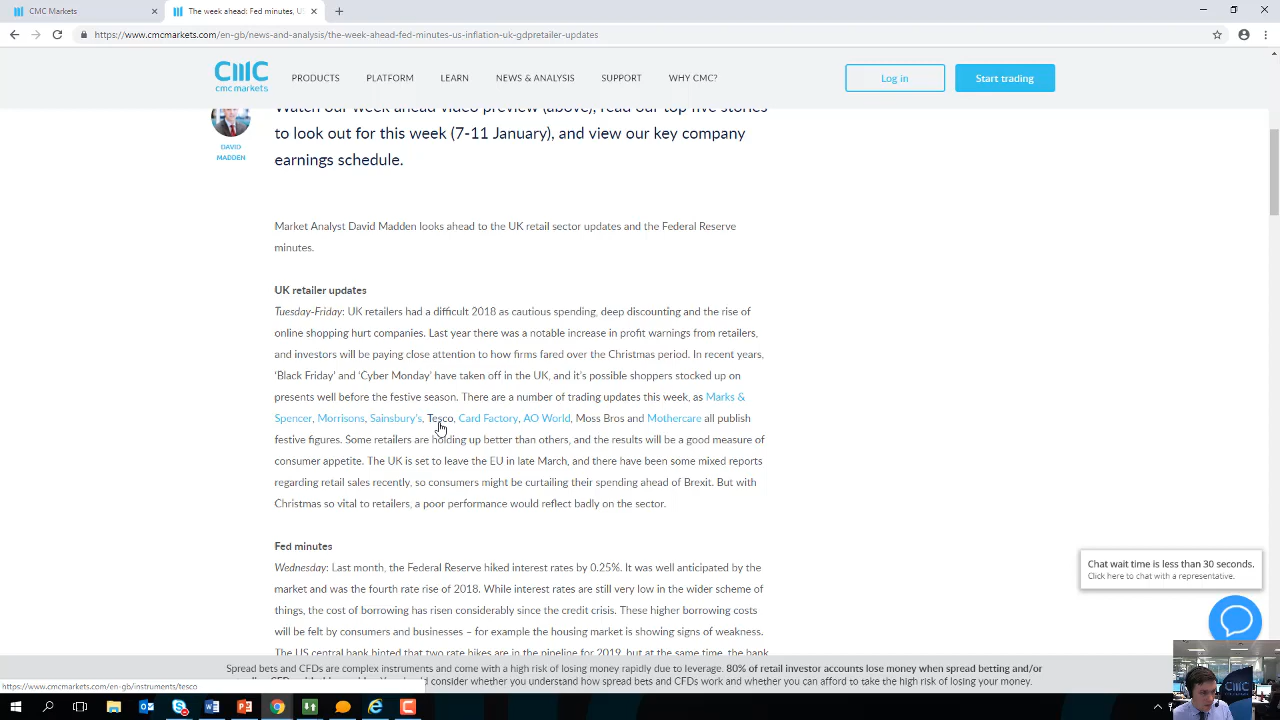 CMC Markets
The week ahead: Fed minutes, U
https://www.cmcmarkets.com/en-gb/news-and-analysis/the-week-ahead-fed-minutes-us-inflation-uk-gdpretailer-updates
CMC
cmc markets
PRODUCTS
PLATFORM
LEARN
NEWS & ANALYSIS
SUPPORT
WHY CMC?
Log in
Start trading
Watch our week ahead video preview (above), read our top five stories
to look out for this week (7-11 January), and view our key company
earnings schedule.
DAVID
MADDEN
Market Analyst David Madden looks ahead to the UK retail sector updates and the Federal Reserve
minutes.
UK retailer updates
Tuesday-Friday: UK retailers had a difficult 2018 as cautious spending, deep discounting and the rise of
online shopping hurt companies. Last year there was a notable increase in profit warnings from retailers,
and investors will be paying close attention to how firms fared over the Christmas period. In recent years,
'Black Friday' and 'Cyber Monday' have taken off in the UK, and it's possible shoppers stocked up on
presents well before the festive season. There are a number of trading updates this week, as Marks &
Spencer, Morrisons, Sainsbury's, Tesco, Card Factory, AO World, Moss Bros and Mothercare all publish
festive figures. Some retailers are holding up better than others, and the results will be a good measure of
consumer appetite. The UK is set to leave the EU in late March, and there have been some mixed reports
regarding retail sales recently, so consumers might be curtailing their spending ahead of Brexit. But with
Christmas so vital to retailers, a poor performance would reflect badly on the sector.
Fed minutes
Wednesday: Last month, the Federal Reserve hiked interest rates by 0.25%. It was well anticipated by the
market and was the fourth rate rise of 2018. While interest rates are still very low in the wider scheme of
things, the cost of borrowing has risen considerably since the credit crisis. These higher borrowing costs
will be felt by consumers and businesses – for example the housing market is showing signs of weakness.
The US central bank hinted that two rate hikes are in the pipeline for 2019, but at the same time, the bank
Chat wait time is less than 30 seconds.
Click here to chat with a representative.
Spread bets and CFDs are complex instruments and come with a high risk of losing money rapidly due to leverage. 80% of retail investor accounts lose money when spread betting and/or
consider whether you understand how spread bets and CFDs work and whether you can afford to take the high risk of losing your money.
https://www.cmcmarkets.com/en-gb/instruments/tesco
CMC